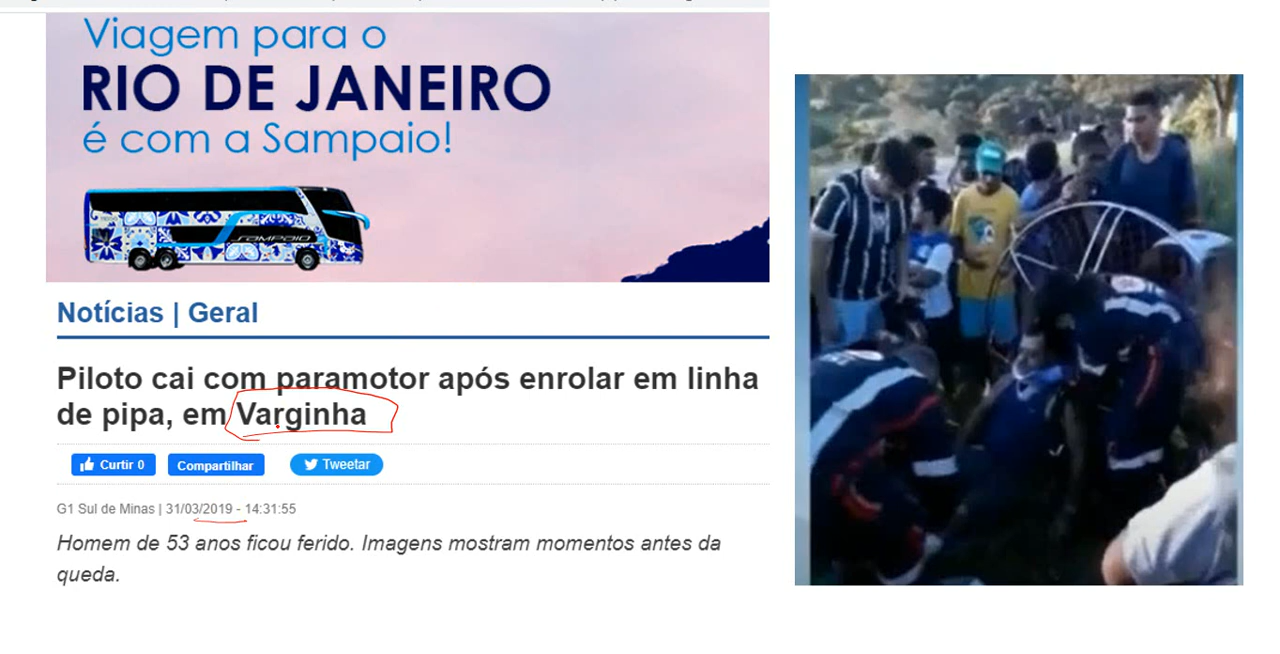 Viagem para o
RIO DE JANEIRO
é com a Sampaio!
SAMPAIO
Notícias | Geral
Piloto cai com paramotor após enrolar em linha
de pipa, em Varginha
Curtir 0 Compartilhar Tweetar
G1 Sul de Minas | 31/03/2019 - 14:31:55
Homem de 53 anos ficou ferido. Imagens mostram momentos antes da
queda.